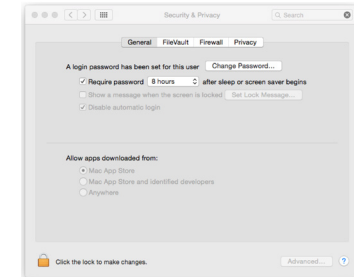 Security & Privacy
Search
General FileVault Firewall Privacy
A login password has been set for this user Change Password...
Require password 8 hours after sleep or screen saver begins
Show a message when the screen is locked Set Lock Message...
Disable automatic login
Allow apps downloaded from:
Mac App Store
Mac App Store and identified developers
Anywhere
Click the lock to make changes.
Advanced... ?